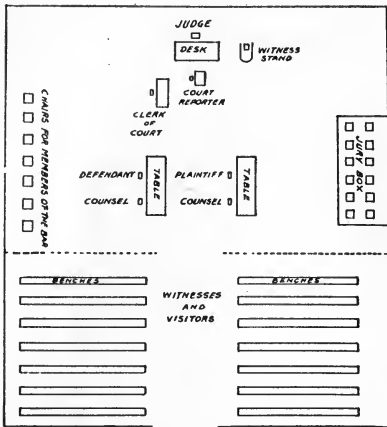 JUDGE
DESK
WITNESS
STAND
COURT
REPORTER
CLERK
OF
COURT
CHAIRS FOR MEMBERS OF THE BAR
JURY BOX
DEFENDANT
TABLE
PLAINTIFF
TABLE
COUNSEL
COUNSEL
BENCHES
BENCHES
WITNESSES
AND
VISITORS